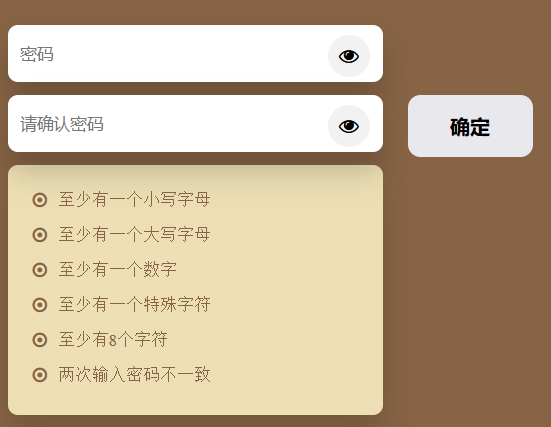 密码
请确认密码
确定
至少有一个小写字母
至少有一个大写字母
至少有一个数字
至少有一个特殊字符
至少有8个字符
两次输入密码不一致